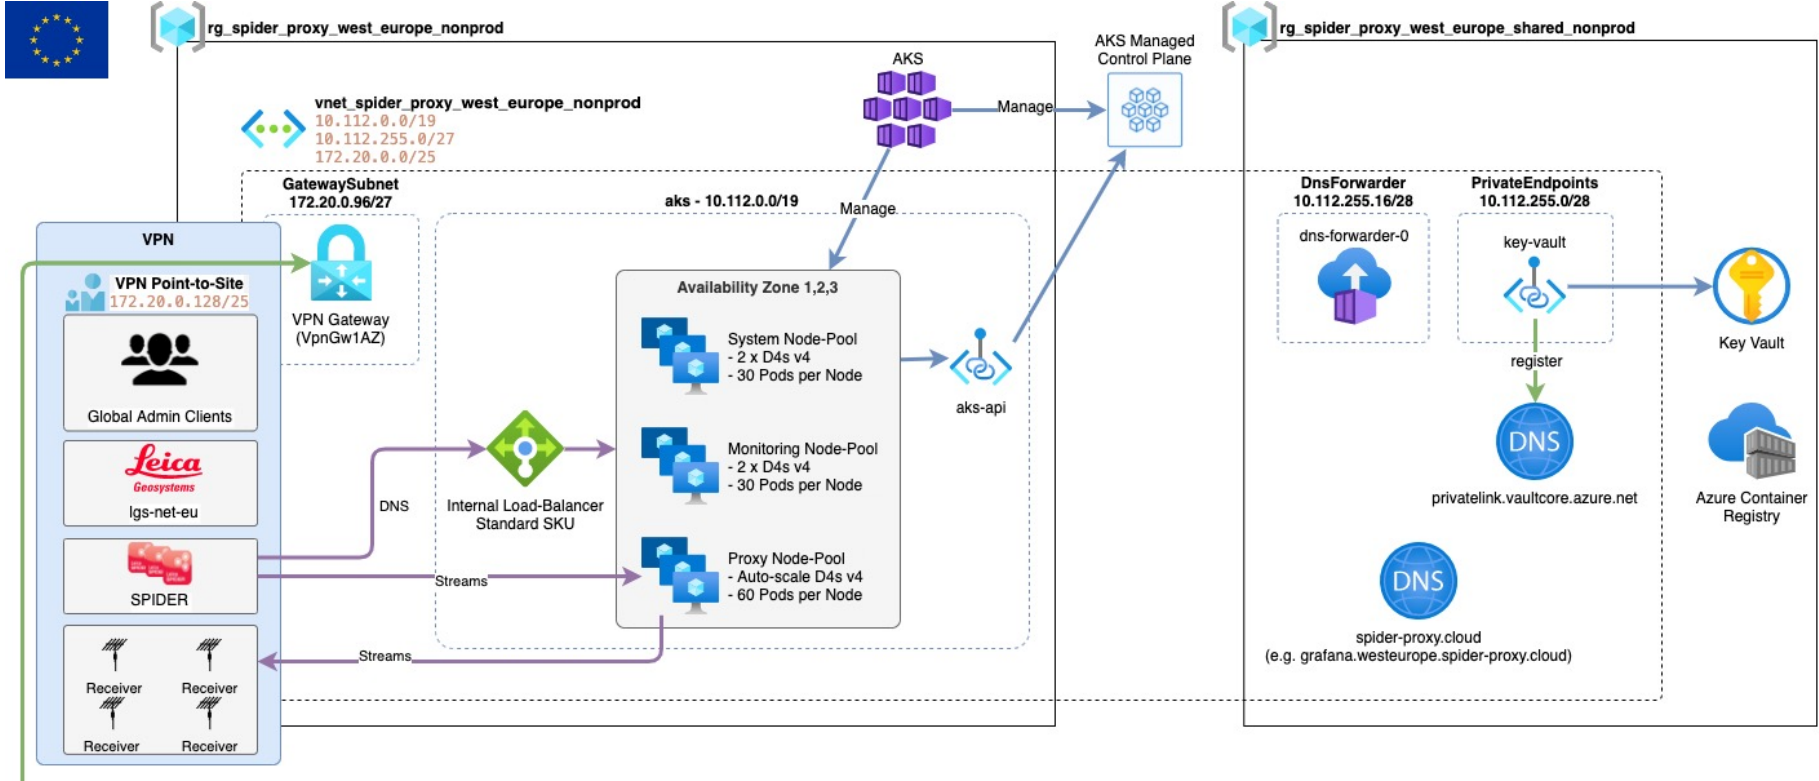 rg_spider_proxy_west_europe_nonprod
rg_spider_proxy_west_europe_shared_nonprod
AKS Managed
Control Plane
AKS
Manage
vnet_spider_proxy_west_europe_nonprod
10.112.0.0/19
10.112.255.0/27
172.20.0.0/25
GatewaySubnet
172.20.0.96/27
aks - 10.112.0.0/19
Manage
DnsForwarder
10.112.255.16/28
PrivateEndpoints
10.112.255.0/28
dns-forwarder-0
key-vault
VPN
VPN Point-to-Site
172.20.0.128/25
VPN Gateway
(VpnGw1AZ)
Availability Zone 1,2,3
System Node-Pool
- 2 x D4s v4
- 30 Pods per Node
aks-api
register
Key Vault
Global Admin Clients
Leica
Geosystems
lgs-net-eu
DNS
Internal Load-Balancer
Standard SKU
Monitoring Node-Pool
- 2 x D4s v4
- 30 Pods per Node
DNS
privatelink.vaultcore.azure.net
Azure Container
Registry
SPIDER
Streams
Proxy Node-Pool
- Auto-scale D4s v4
- 60 Pods per Node
DNS
spider-proxy.cloud
(e.g. grafana.westeurope.spider-proxy.cloud)
Streams
Receiver
Receiver
Receiver
Receiver